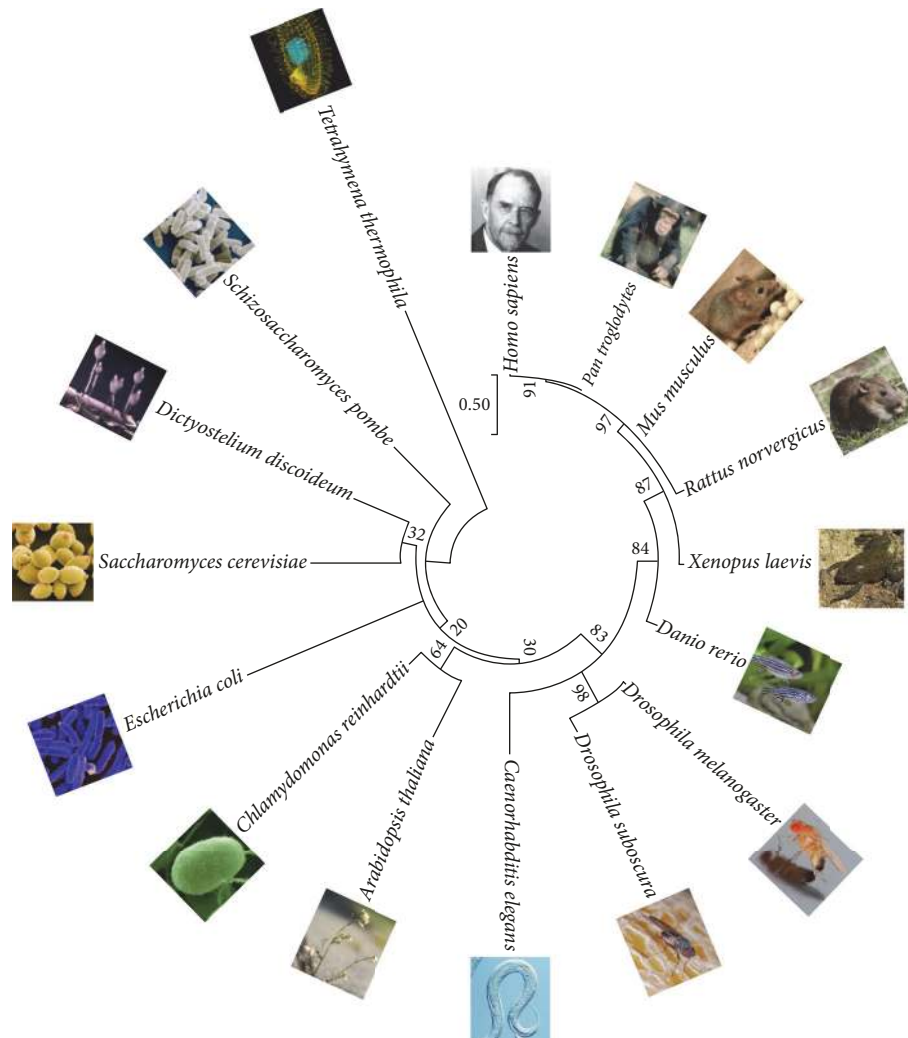 Tetrahymena thermophila
Homo sapiens
Pan troglodytes
Mus musculus
Rattus norvergicus
Xenopus laevis
Danio rerio
Drosophila melanogaster
Drosophila suboscura
Caenorhabditis elegans
Arabidopsis thaliana
Chlamydomonas reinhardtii
Escherichia coli
Saccharomyces cerevisiae
Dictyostelium discoideum
Schizosaccharomyces pombe
0.50
91
97
87
84
83
98
30
64
20
32